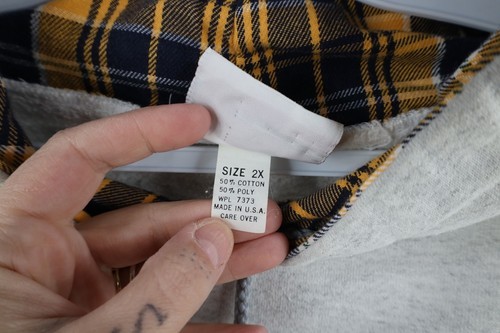 SIZE 2X
50% COTTON
50% POLY
WPL 7373
MADE IN U.S.A.
CARE OVER